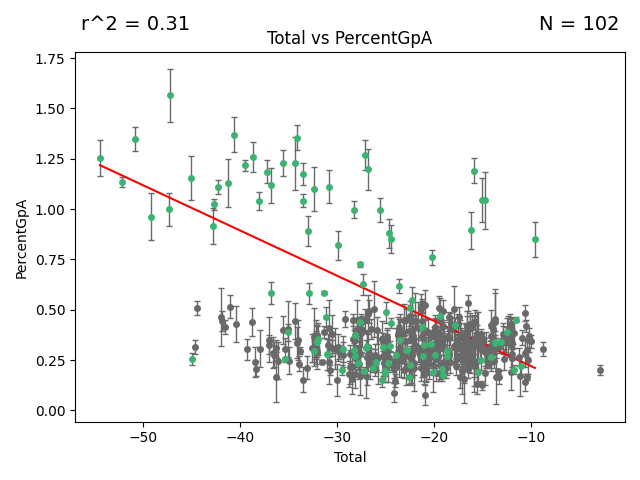 r^2 = 0.31
N = 102
Total vs PercentGpA
1.75
1.50
1.25
1.00
0.75
0.50
0.25
0.00
PercentGpA
−50
−40
−30
−20
−10
Total